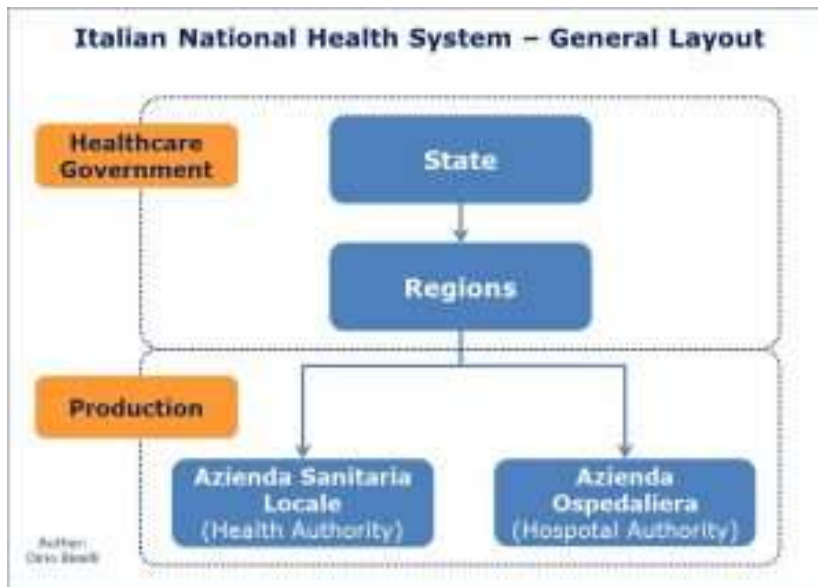 Italian National Health System – General Layout
Healthcare
Government
State
Regions
Production
Azienda Sanitaria
Locale
(Health Authority)
Azienda
Ospedaliera
(Hospotal Authority)
Author: